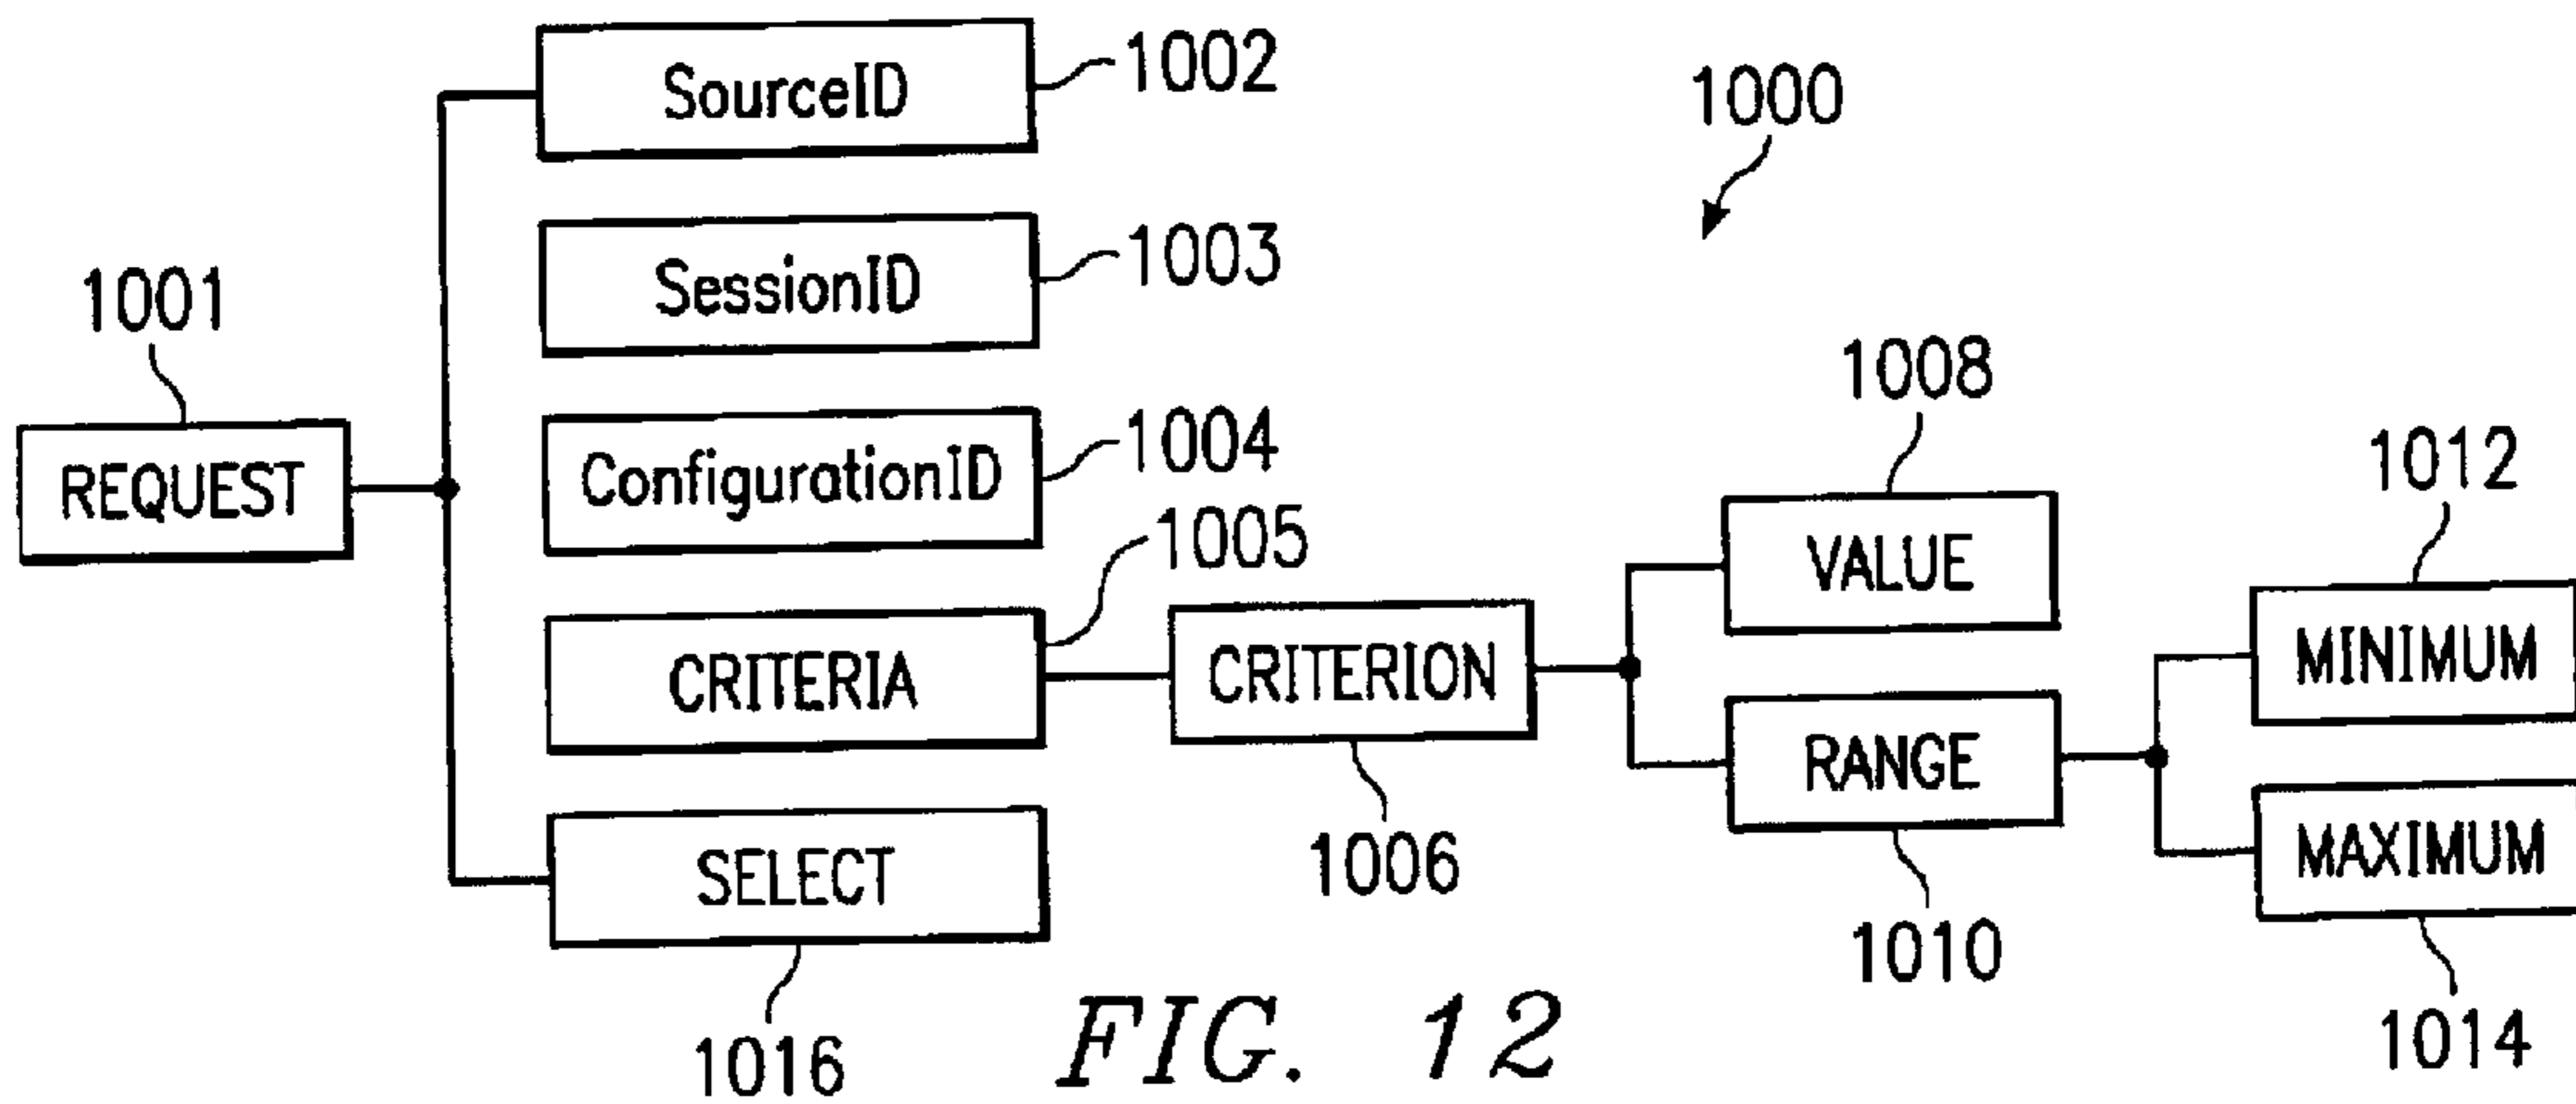 SourceID
1002
1000
SessionID
1003
1001
ConfigurationID
1004
1008
REQUEST
1005
1012
VALUE
CRITERIA
CRITERION
MINIMUM
RANGE
SELECT
1006
MAXIMUM
1010
1016
1014
FIG. 12